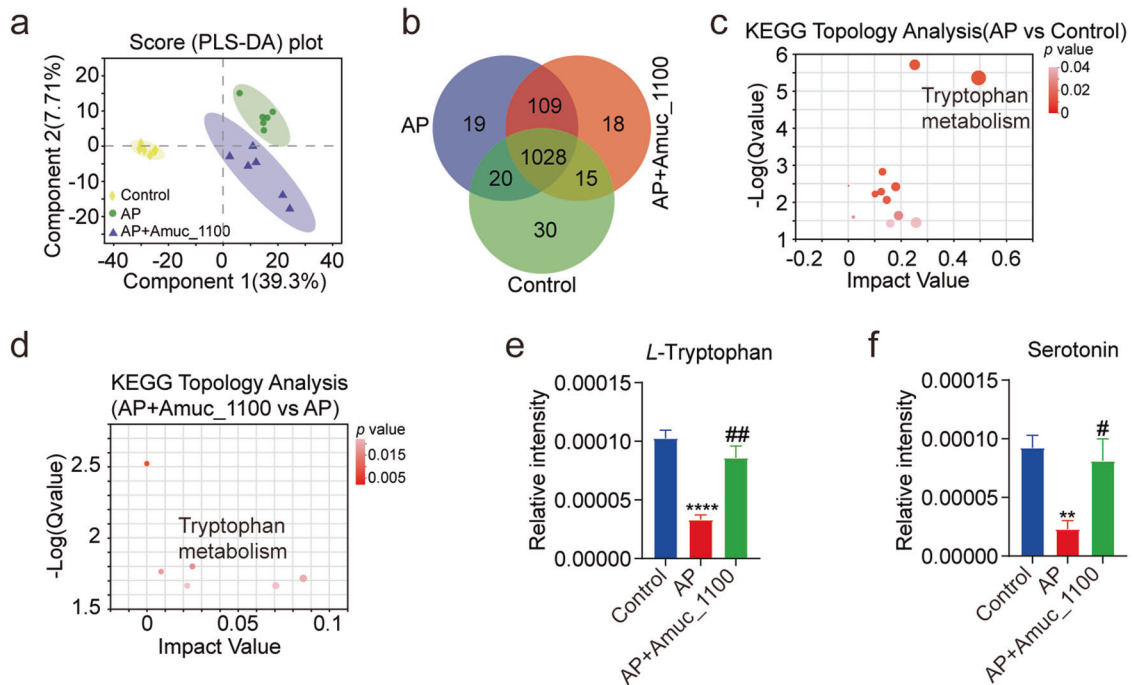 a
Score (PLS-DA) plot
Component 2(7.71%)
20
10
0
-10
-20
Control
AP
AP+Amuc_1100
-40
-20
0
20
40
Component 1(39.3%)
b
AP
AP+Amuc_1100
Control
19
109
18
1028
20
15
30
c
KEGG Topology Analysis(AP vs Control)
-Log(Qvalue)
6
5
4
3
2
1
Tryptophan
metabolism
-0.2
0
0.2
0.4
0.6
Impact Value
p value
0.04
0.02
0
d
KEGG Topology Analysis
(AP+Amuc_1100 vs AP)
-Log(Qvalue)
2.5
2
1.5
Tryptophan
metabolism
0
0.05
0.1
Impact Value
p value
0.015
0.005
e
L-Tryptophan
Relative intensity
0.00015
0.00010
0.00005
0.00000
****
##
Control
AP
AP+Amuc_1100
f
Serotonin
Relative intensity
0.00015
0.00010
0.00005
0.00000
**
#
Control
AP
AP+Amuc_1100